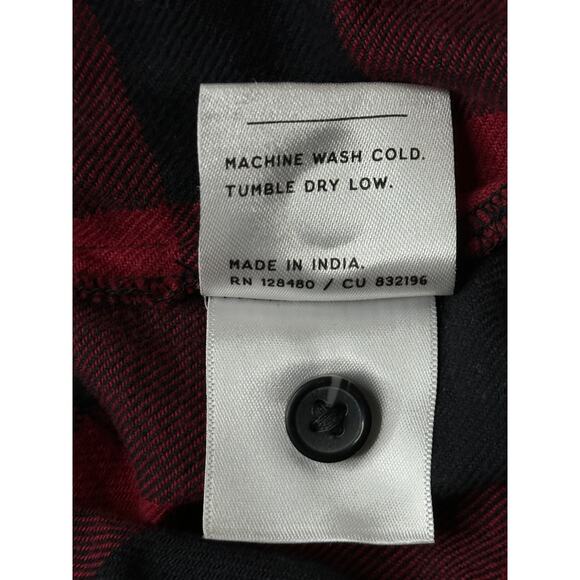 MACHINE WASH COLD.
TUMBLE DRY LOW.
MADE IN INDIA.
RN 128480 / CU 832196